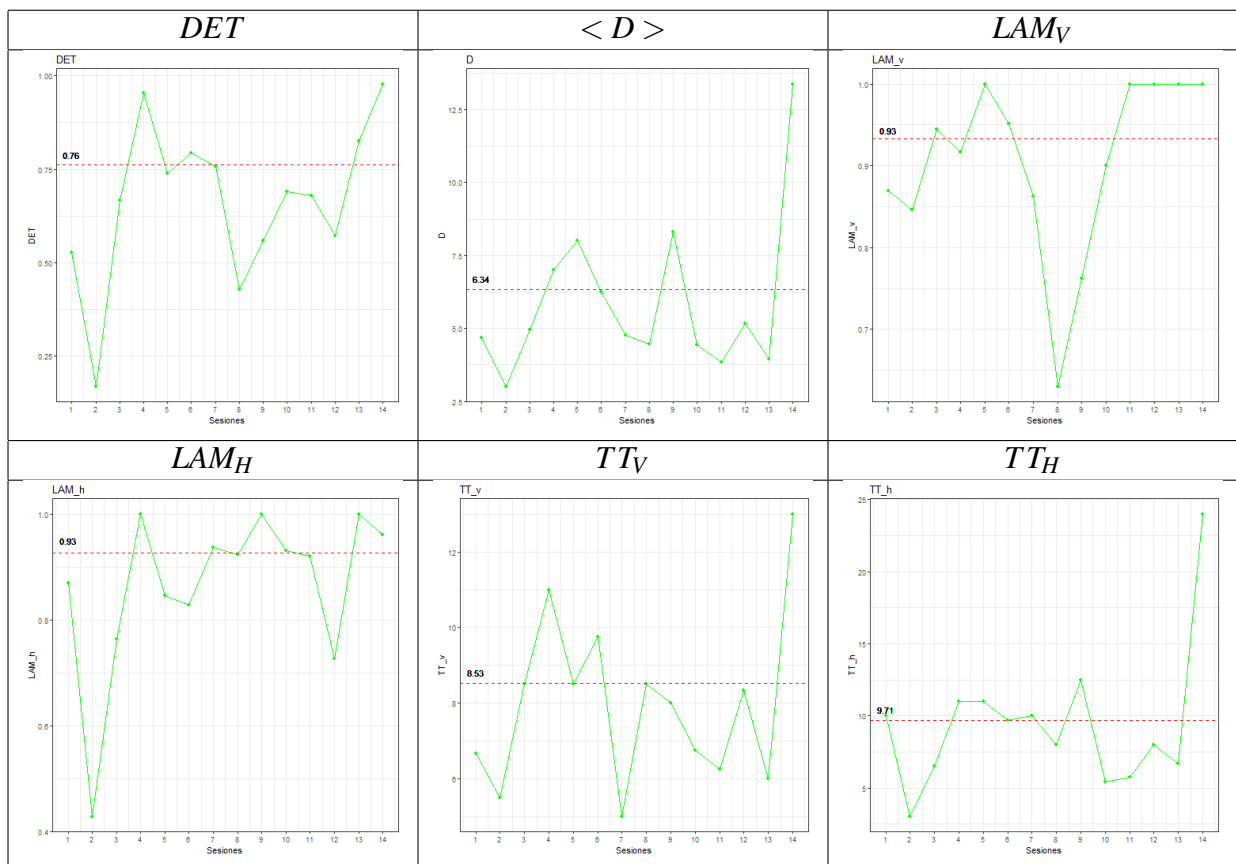 DET
< D >
LAM_V
DET
1.00
0.75
0.50
0.25
0.76
DET
1 2 3 4 5 6 7 8 9 10 11 12 13 14
Sesiones
D
12.5
10.0
7.5
5.0
2.5
6.34
D
1 2 3 4 5 6 7 8 9 10 11 12 13 14
Sesiones
LAM_v
1.0
0.9
0.8
0.7
0.93
LAM_v
1 2 3 4 5 6 7 8 9 10 11 12 13 14
Sesiones
LAM_H
TT_V
TT_H
LAM_h
1.0
0.8
0.6
0.4
0.93
LAM_h
1 2 3 4 5 6 7 8 9 10 11 12 13 14
Sesiones
TT_v
12
10
8
6
8.53
TT_v
1 2 3 4 5 6 7 8 9 10 11 12 13 14
Sesiones
TT_h
25
20
15
10
5
9.71
TT_h
1 2 3 4 5 6 7 8 9 10 11 12 13 14
Sesiones